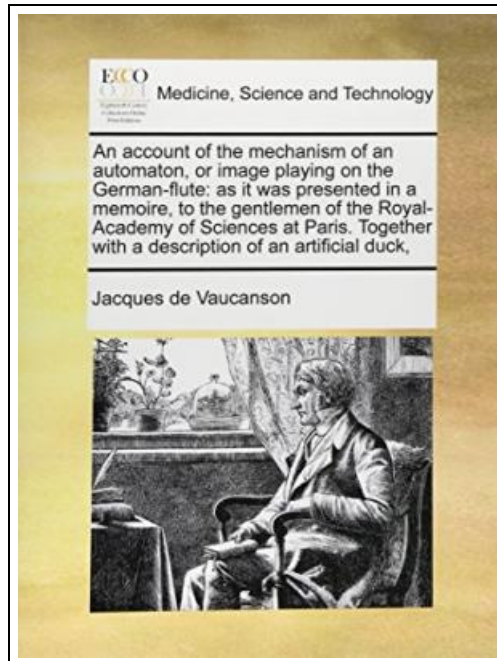 ECCO
Medicine, Science and Technology
An account of the mechanism of an
automaton, or image playing on the
German-flute: as it was presented in a
memoire, to the gentlemen of the Royal-
Academy of Sciences at Paris. Together
with a description of an artificial duck,
Jacques de Vaucanson